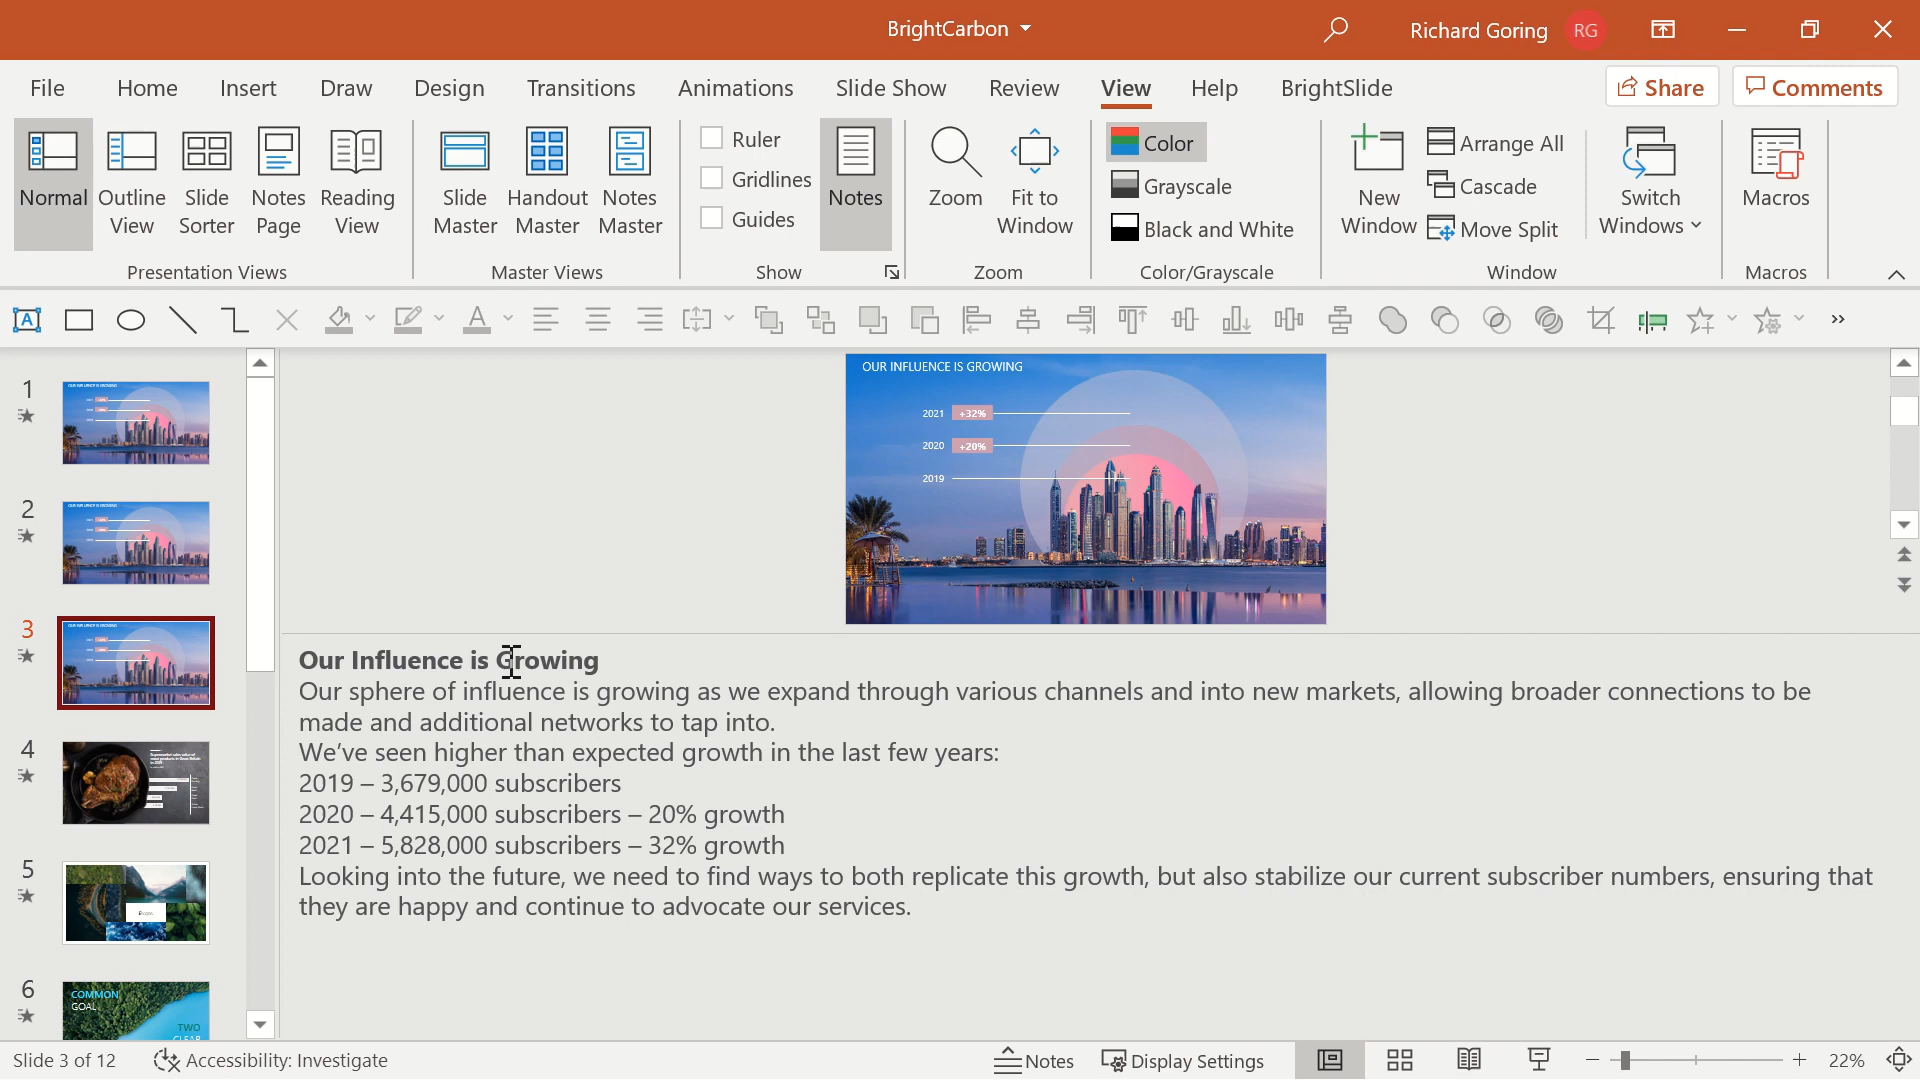 BrightCarbon
Richard Goring RG
File Home Insert Draw Design Transitions Animations Slide Show Review View Help BrightSlide Share Comments
Normal
Outline View
Slide Sorter
Notes Page
Reading View
Presentation Views
Slide Master
Handout Master
Notes Master
Master Views
Ruler
Gridlines
Guides
Notes
Show
Zoom
Fit to Window
Zoom
Color
Grayscale
Black and White
Color/Grayscale
New Window
Arrange All
Cascade
Move Split
Switch Windows
Window
Macros
Macros
A
A
1
2
3
4
5
6
COMMON
GOAL
TWO
CLEAR
OUR INFLUENCE IS GROWING
2021 +32%
2020 +20%
2019
Our Influence is Growing
Our sphere of influence is growing as we expand through various channels and into new markets, allowing broader connections to be
made and additional networks to tap into.
We’ve seen higher than expected growth in the last few years:
2019 – 3,679,000 subscribers
2020 – 4,415,000 subscribers – 20% growth
2021 – 5,828,000 subscribers – 32% growth
Looking into the future, we need to find ways to both replicate this growth, but also stabilize our current subscriber numbers, ensuring that
they are happy and continue to advocate our services.
Slide 3 of 12 Accessibility: Investigate Notes Display Settings 22%